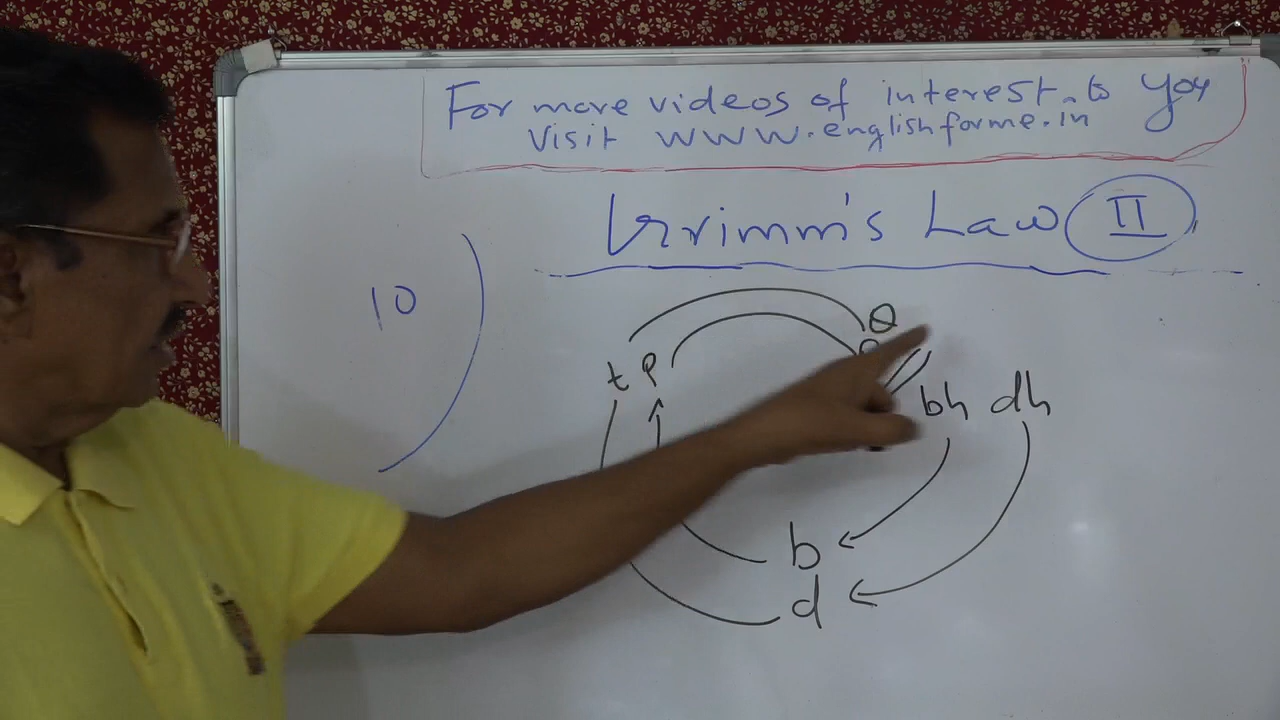 For more videos of interest to you
Visit www.englishforme.in
Grimm's Law II
10
θ
t p
bh dh
b
d